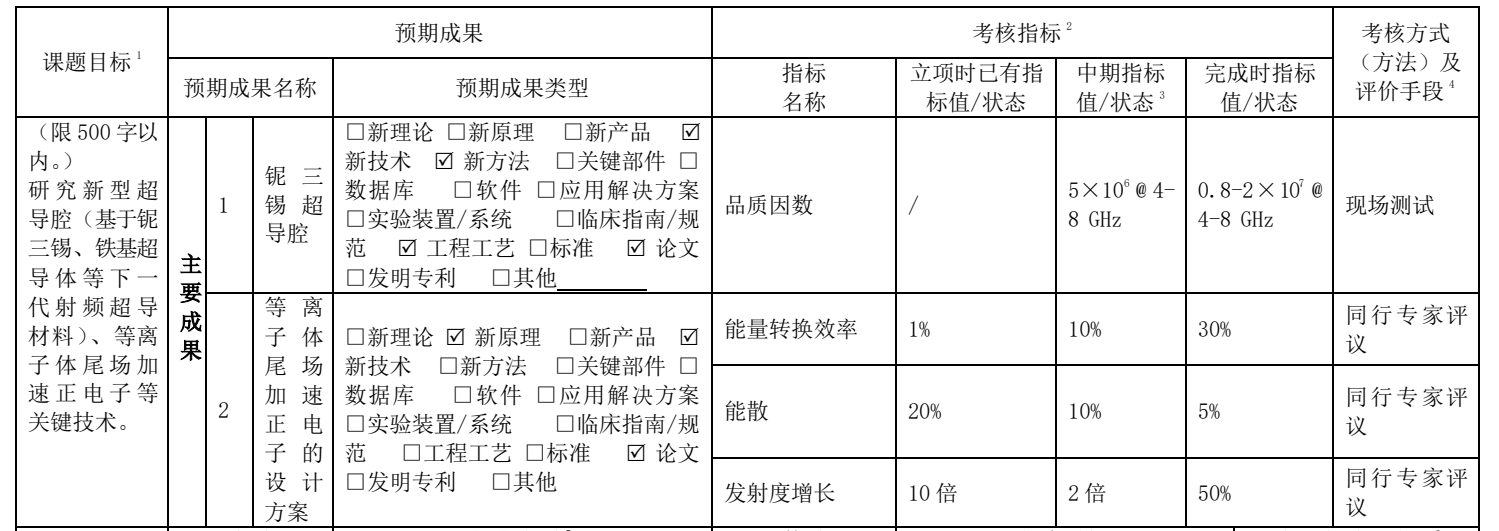 课题目标¹
预期成果
考核指标²
考核方式
（方法）及
评价手段⁴
预期成果名称
预期成果类型
指标
名称
立项时已有指
标值/状态
中期指标
值/状态³
完成时指标
值/状态
（限500字以
内。）
研究新型超
导腔（基于铌
三锡、铁基超
导体等下一
代射频超导
材料）、等离
子体尾场加
速正电子等
关键技术。
主
要
成
果
1
铌三
锡超
导腔
□新理论 □新原理 □新产品 ☑
新技术 ☑ 新方法 □关键部件 □
数据库 □软件 □应用解决方案
□实验装置/系统 □临床指南/规
范 ☑ 工程工艺 □标准 ☑ 论文
□发明专利 □其他________
品质因数
/
5×10⁶@4-
8 GHz
0.8-2×10⁷@
4-8 GHz
现场测试
2
等离
子体
尾场
加速
正电
子的
设计
方案
□新理论 ☑ 新原理 □新产品 ☑
新技术 □新方法 □关键部件 □
数据库 □软件 □应用解决方案
□实验装置/系统 □临床指南/规
范 □工程工艺 □标准 ☑ 论文
□发明专利 □其他
能量转换效率
1%
10%
30%
同行专家评
议
能散
20%
10%
5%
同行专家评
议
发射度增长
10倍
2倍
50%
同行专家评
议